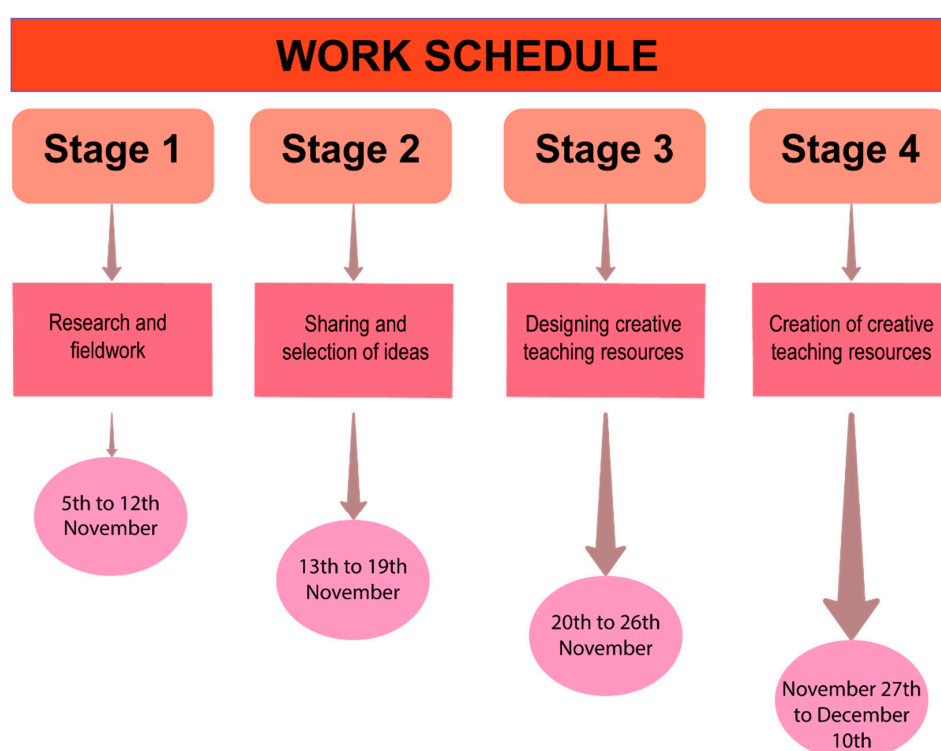 WORK SCHEDULE
Stage 1
Stage 2
Stage 3
Stage 4
Research and
fieldwork
Sharing and
selection of ideas
Designing creative
teaching resources
Creation of creative
teaching resources
5th to 12th
November
13th to 19th
November
20th to 26th
November
November 27th
to December
10th